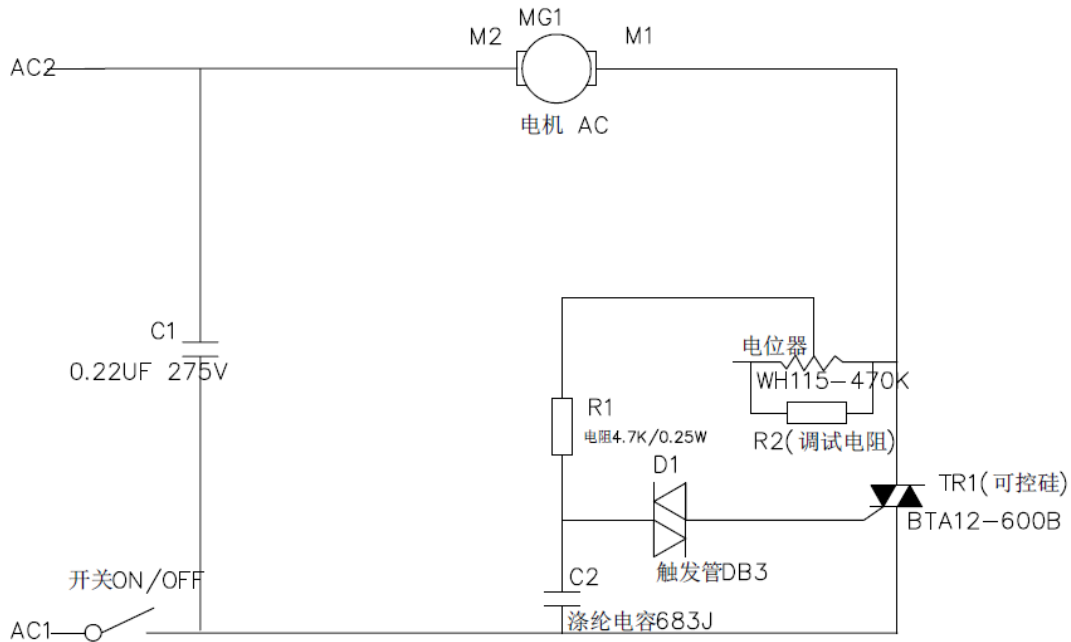 MG1
M2
M1
AC2
电机 AC
C1
0.22UF 275V
电位器
WH115-470K
R1
电阻4.7K/0.25W
R2(调试电阻)
D1
TR1(可控硅)
BTA12-600B
触发管DB3
开关ON/OFF
C2
涤纶电容683J
AC1